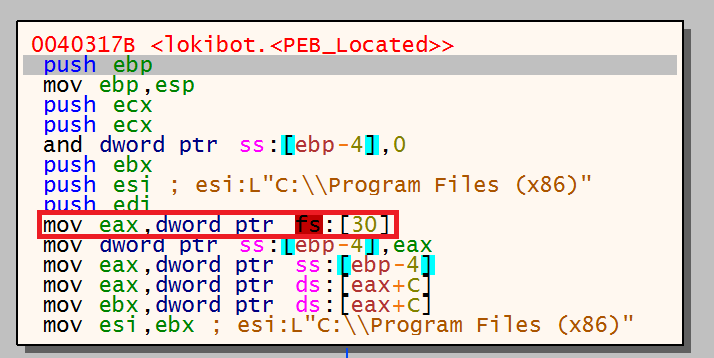 0040317B <lokibot.<PEB_Located>>
push ebp
mov ebp,esp
push ecx
push ecx
and dword ptr ss:[ebp-4],0
push ebx
push esi ; esi:L"C:\\Program Files (x86)"
push edi
mov eax,dword ptr fs:[30]
mov dword ptr ss:[ebp-4],eax
mov eax,dword ptr ss:[ebp-4]
mov eax,dword ptr ds:[eax+C]
mov ebx,dword ptr ds:[eax+C]
mov esi,ebx ; esi:L"C:\\Program Files (x86)"